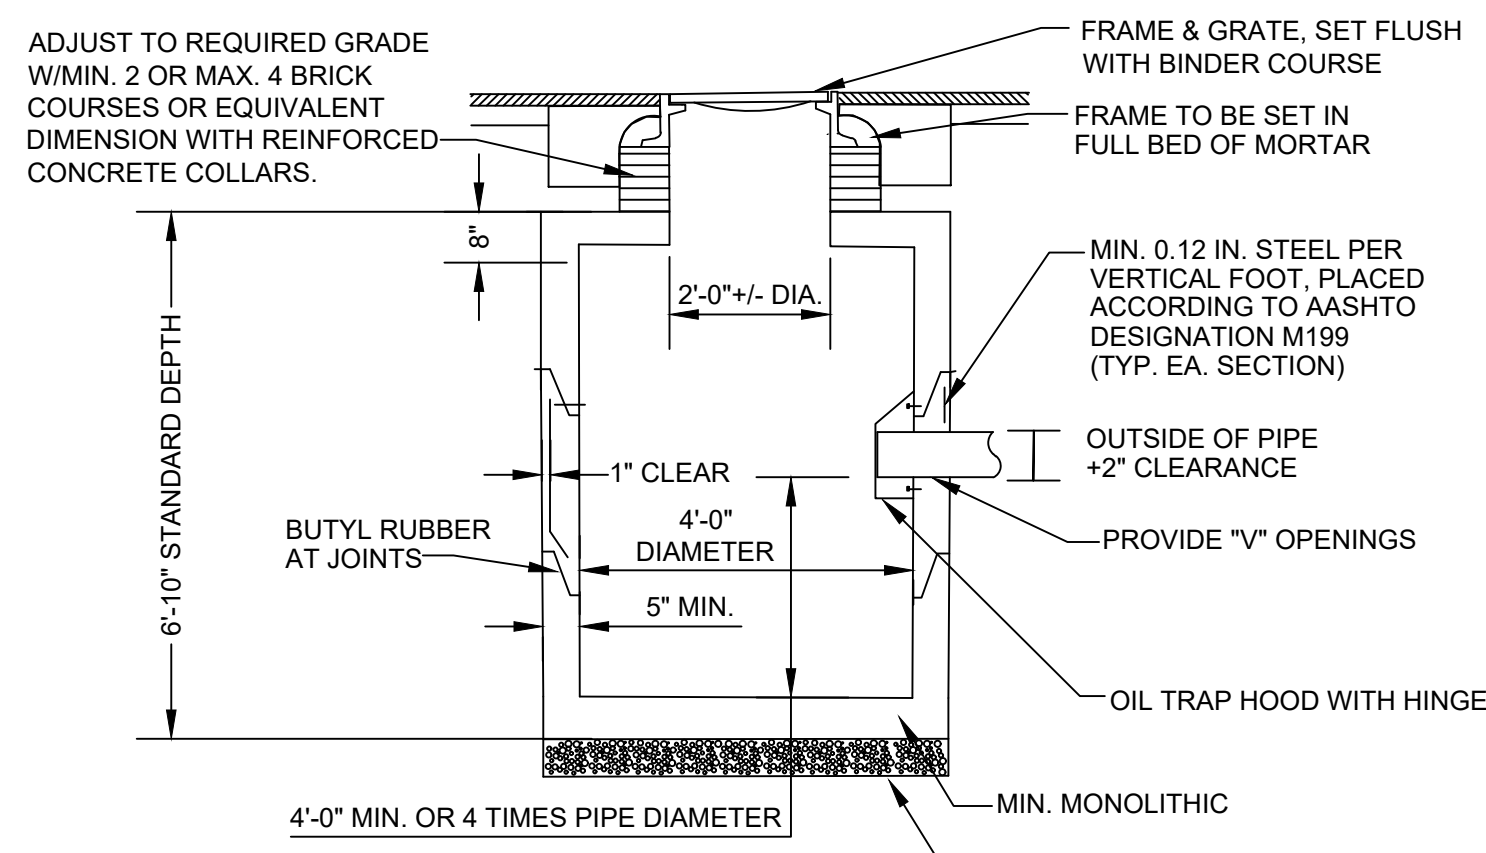 ADJUST TO REQUIRED GRADE
W/MIN. 2 OR MAX. 4 BRICK
COURSES OR EQUIVALENT
DIMENSION WITH REINFORCED
CONCRETE COLLARS.
FRAME & GRATE, SET FLUSH
WITH BINDER COURSE
FRAME TO BE SET IN
FULL BED OF MORTAR
8"
2'-0"+/- DIA.
MIN. 0.12 IN. STEEL PER
VERTICAL FOOT, PLACED
ACCORDING TO AASHTO
DESIGNATION M199
(TYP. EA. SECTION)
6'-10" STANDARD DEPTH
OUTSIDE OF PIPE
+2" CLEARANCE
1" CLEAR
BUTYL RUBBER
AT JOINTS
4'-0"
DIAMETER
PROVIDE "V" OPENINGS
5" MIN.
OIL TRAP HOOD WITH HINGE
MIN. MONOLITHIC
4'-0" MIN. OR 4 TIMES PIPE DIAMETER